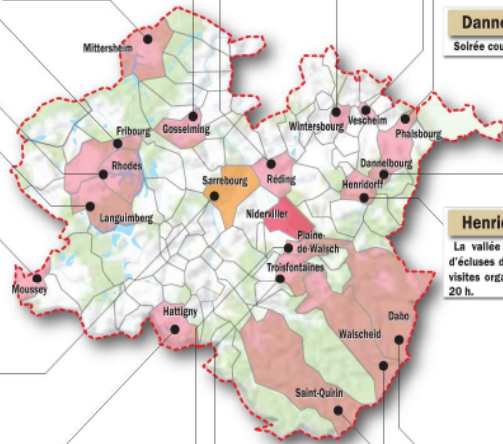 Danne
Soirée cou
Mittersheim
Fribourg
Gosselming
Wintersbourg
Vescheim
Phalsbourg
Rhodes
Sarrebourg
Réding
Dannelbourg
Henridorff
Languimberg
Niderviller
Plaine-
de-Walsch
Troisfontaines
Moussey
Hattigny
Dabo
Walscheid
Saint-Quirin
Henri
La vallée
d'écluses d
visites orga
20 h.